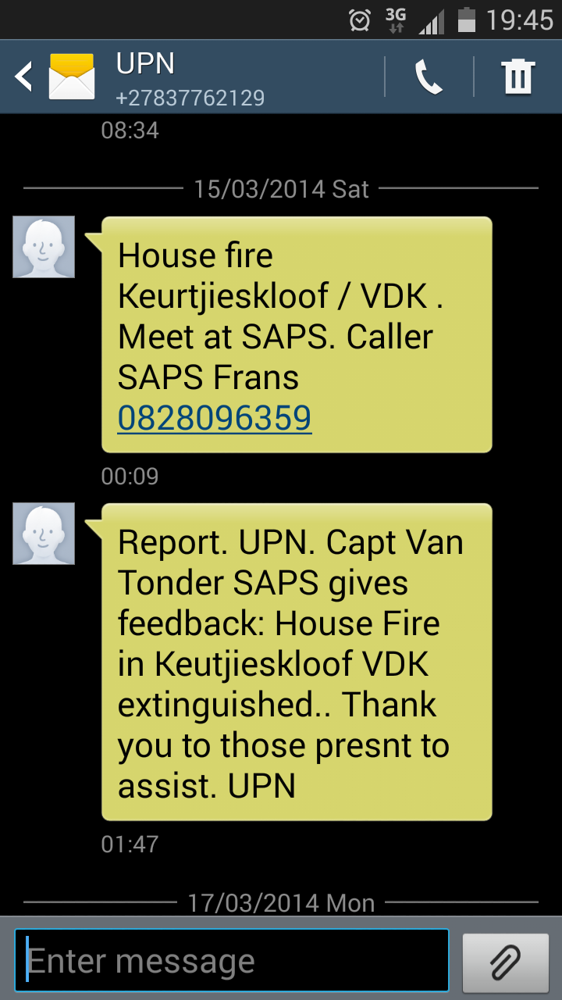 3G 19:45
UPN
+27837762129
08:34
15/03/2014 Sat
House fire
Keurtjieskloof / VDK .
Meet at SAPS. Caller
SAPS Frans
0828096359
00:09
Report. UPN. Capt Van
Tonder SAPS gives
feedback: House Fire
in Keutjieskloof VDK
extinguished.. Thank
you to those presnt to
assist. UPN
01:47
17/03/2014 Mon
Enter message